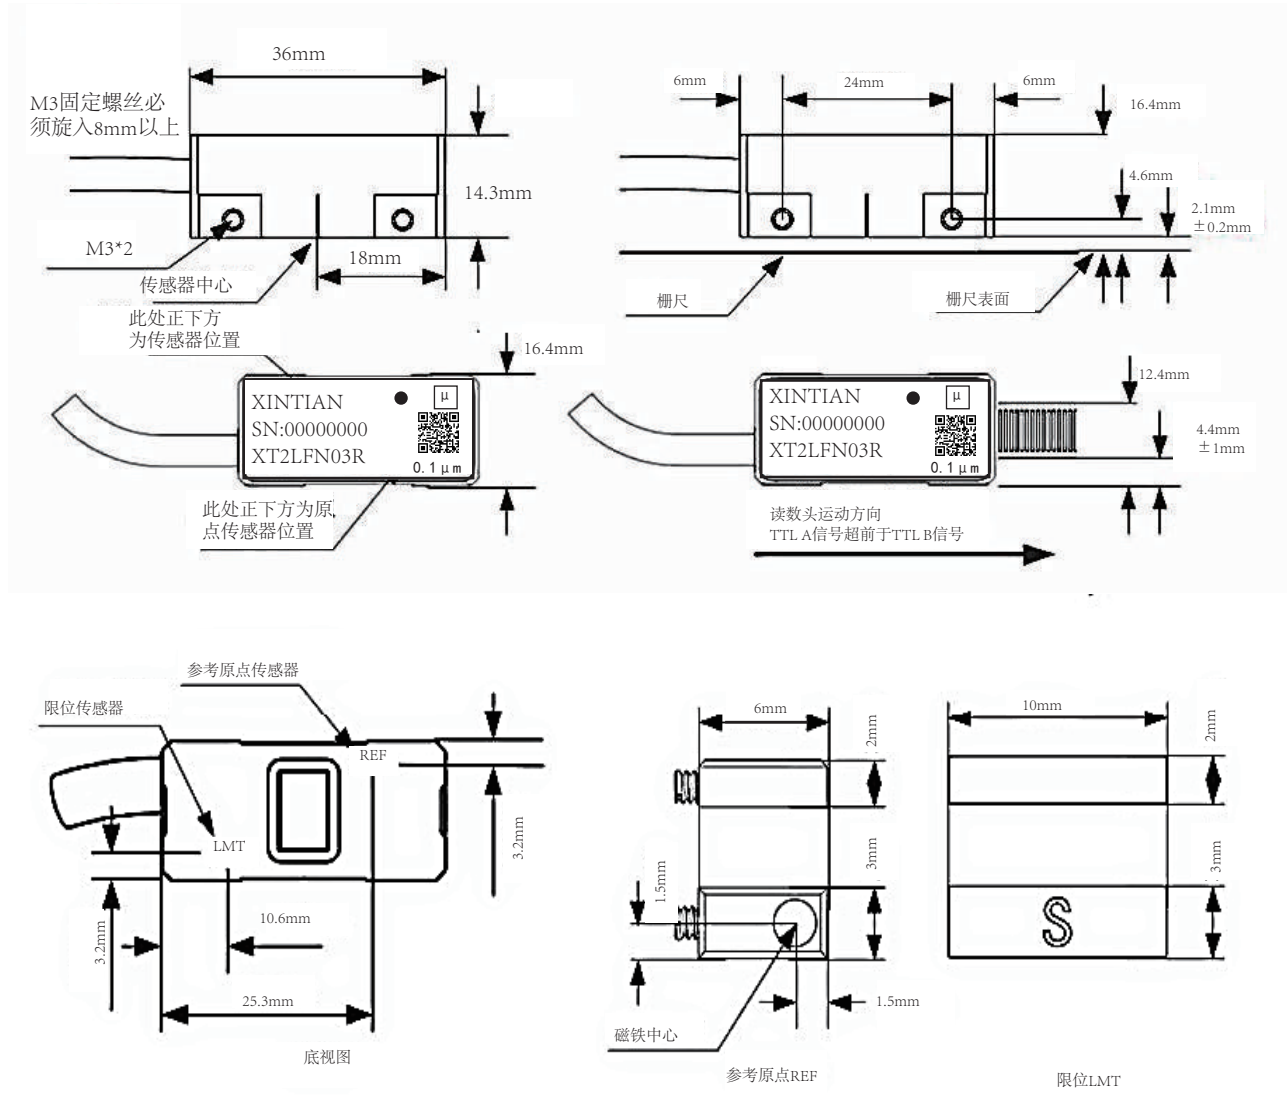 36mm
M3固定螺丝必
须旋入8mm以上
14.3mm
M3*2
18mm
传感器中心
6mm
24mm
6mm
16.4mm
4.6mm
2.1mm
±0.2mm
栅尺
栅尺表面
此处正下方
为传感器位置
16.4mm
XINTIAN
μ
SN:00000000
XT2LFN03R
0.1μm
此处正下方为原
点传感器位置
XINTIAN
μ
SN:00000000
XT2LFN03R
0.1μm
12.4mm
4.4mm
±1mm
读数头运动方向
TTL A信号超前于TTL B信号
参考原点传感器
限位传感器
REF
LMT
3.2mm
3.2mm
10.6mm
25.3mm
底视图
6mm
2mm
3mm
1.5mm
1.5mm
磁铁中心
参考原点REF
10mm
2mm
3mm
S
限位LMT